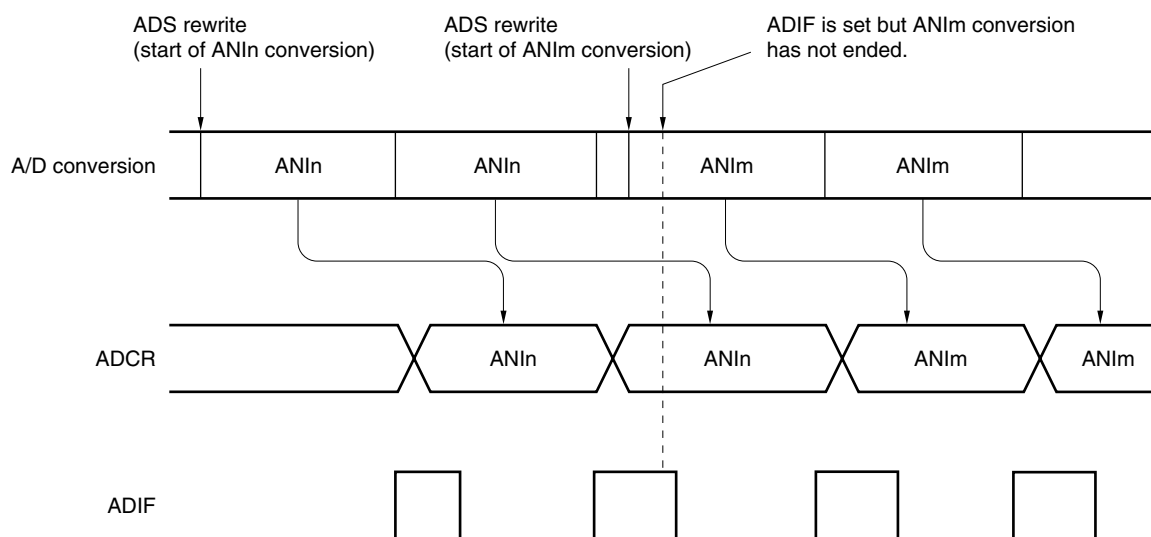 ADS rewrite
(start of ANIn conversion)
ADS rewrite
(start of ANIm conversion)
ADIF is set but ANIm conversion
has not ended.
A/D conversion
ANIn
ANIn
ANIm
ANIm
ADCR
ANIn
ANIn
ANIm
ANIm
ADIF